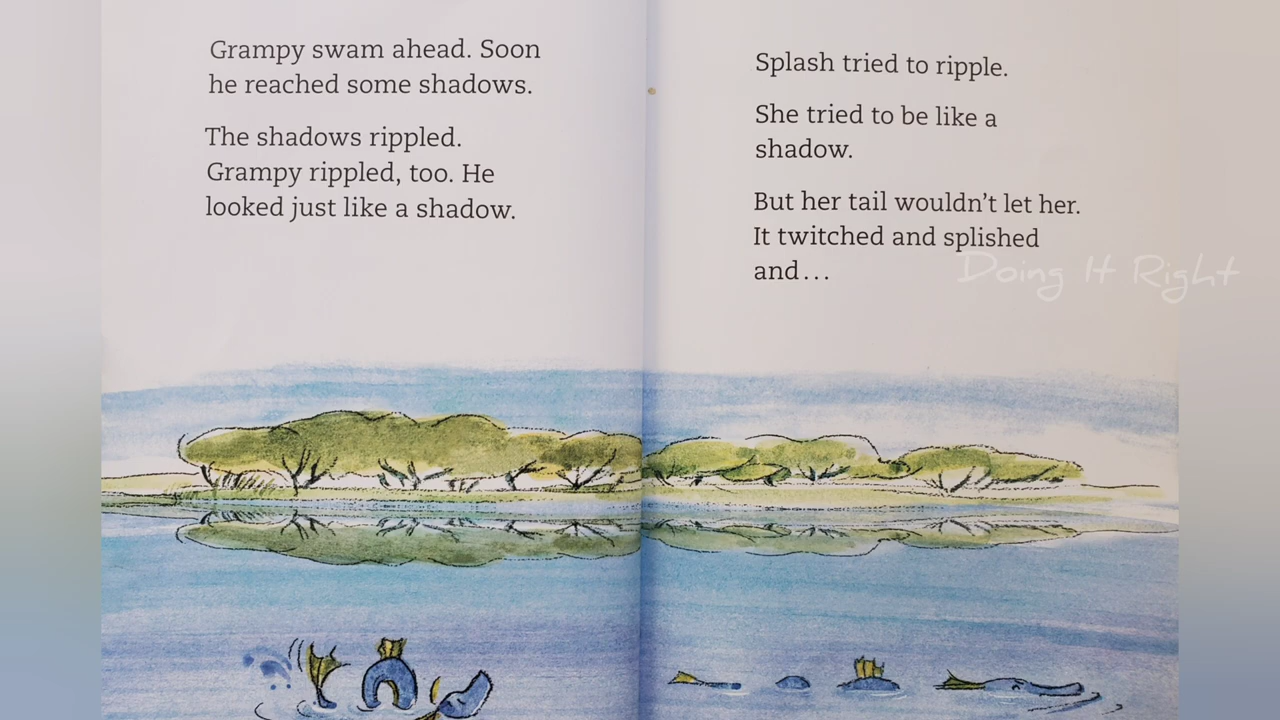 Grampy swam ahead. Soon
he reached some shadows.
The shadows rippled.
Grampy rippled, too. He
looked just like a shadow.
Splash tried to ripple.
She tried to be like a
shadow.
But her tail wouldn't let her.
It twitched and splished
and...
Doing It Right